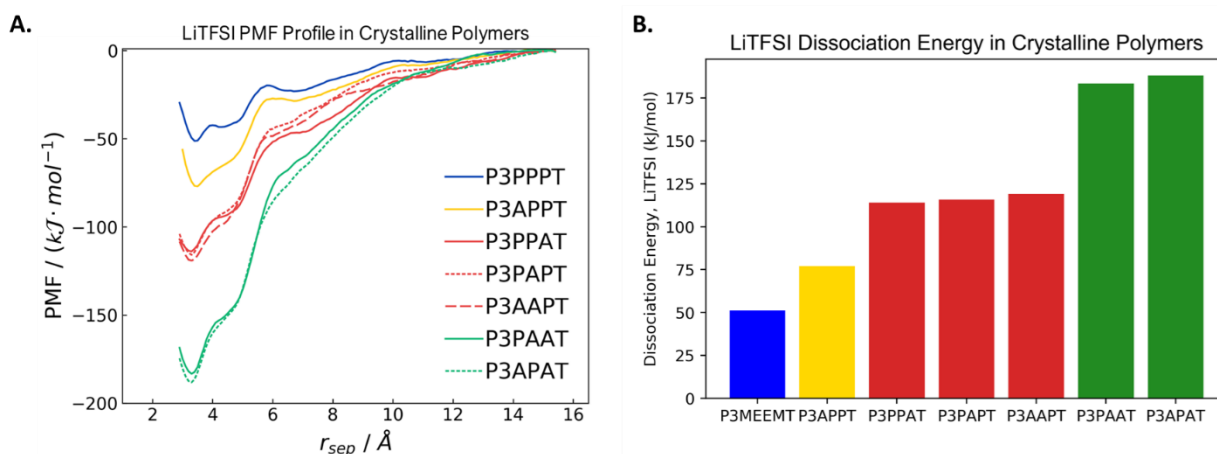 A.
LiTFSI PMF Profile in Crystalline Polymers
0
−50
−100
−150
−200
PMF / (kJ · mol⁻¹)
P3PPPT
P3APPT
P3PPAT
P3PAPT
P3AAPT
P3PAAT
P3APAT
2 4 6 8 10 12 14 16
r_sep / Å
B.
LiTFSI Dissociation Energy in Crystalline Polymers
175
150
125
100
75
50
25
0
Dissociation Energy, LiTFSI (kJ/mol)
P3MEEMT P3APPT P3PPAT P3PAPT P3AAPT P3PAAT P3APAT